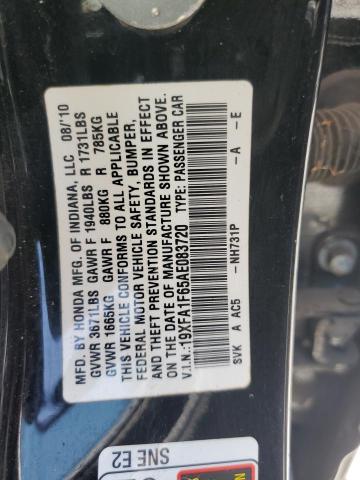 MFD. BY HONDA MFG. OF INDIANA, LLC 08/'10
GVWR 3671LBS GAWR F 1940LBS R 1731LBS
GVWR 1665KG GAWR F 880KG R 785KG
THIS VEHICLE CONFORMS TO ALL APPLICABLE
FEDERAL MOTOR VEHICLE SAFETY, BUMPER,
AND THEFT PREVENTION STANDARDS IN EFFECT
ON THE DATE OF MANUFACTURE SHOWN ABOVE.
V.I.N.:19XFA1F65AE083720 TYPE: PASSENGER CAR
SVK A AC5 -NH731P -A -E
SNE E2